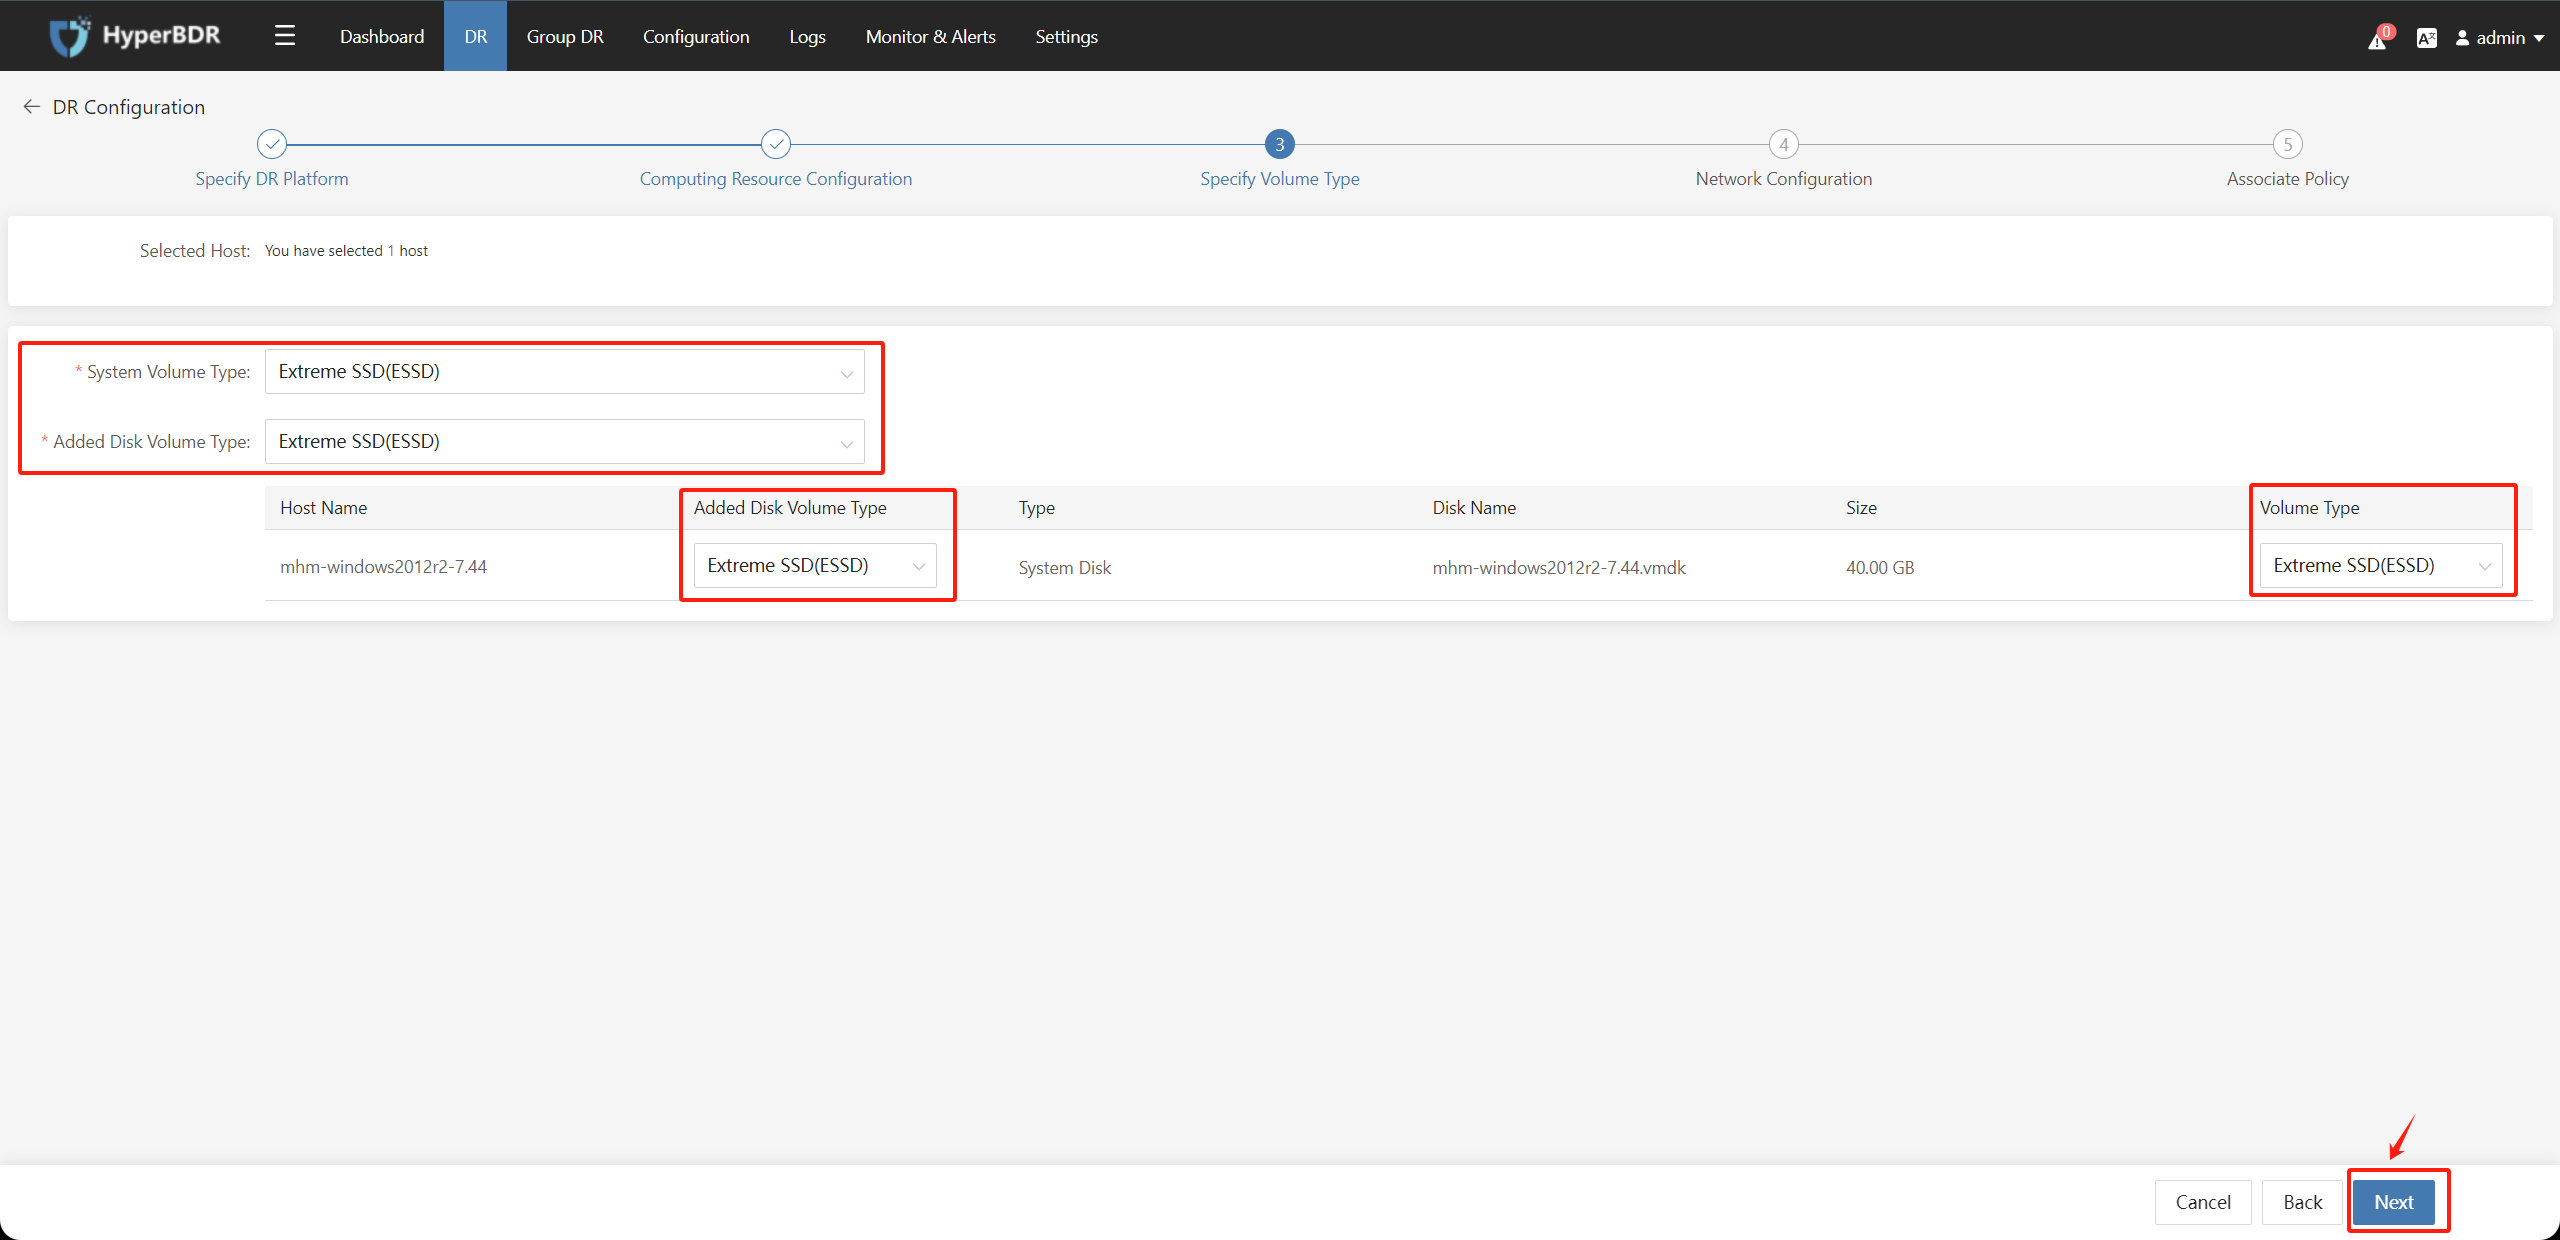 HyperBDR
Dashboard DR Group DR Configuration Logs Monitor & Alerts Settings
0 admin
DR Configuration
3 4 5
Specify DR Platform Computing Resource Configuration Specify Volume Type Network Configuration Associate Policy
Selected Host: You have selected 1 host
* System Volume Type: Extreme SSD(ESSD)
* Added Disk Volume Type: Extreme SSD(ESSD)
Host Name Added Disk Volume Type Type Disk Name Size Volume Type
mhm-windows2012r2-7.44 Extreme SSD(ESSD) System Disk mhm-windows2012r2-7.44.vmdk 40.00 GB Extreme SSD(ESSD)
Cancel Back Next